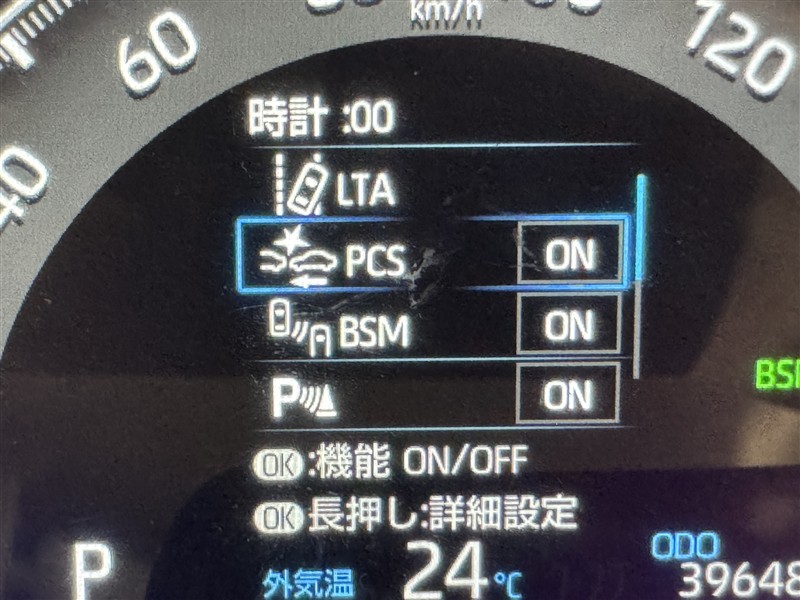 km/h
60
120
40
時計 :00
LTA
PCS ON
BSM ON
P ON
OK :機能 ON/OFF
OK 長押し:詳細設定
P
外気温 24 °C
ODO
39648